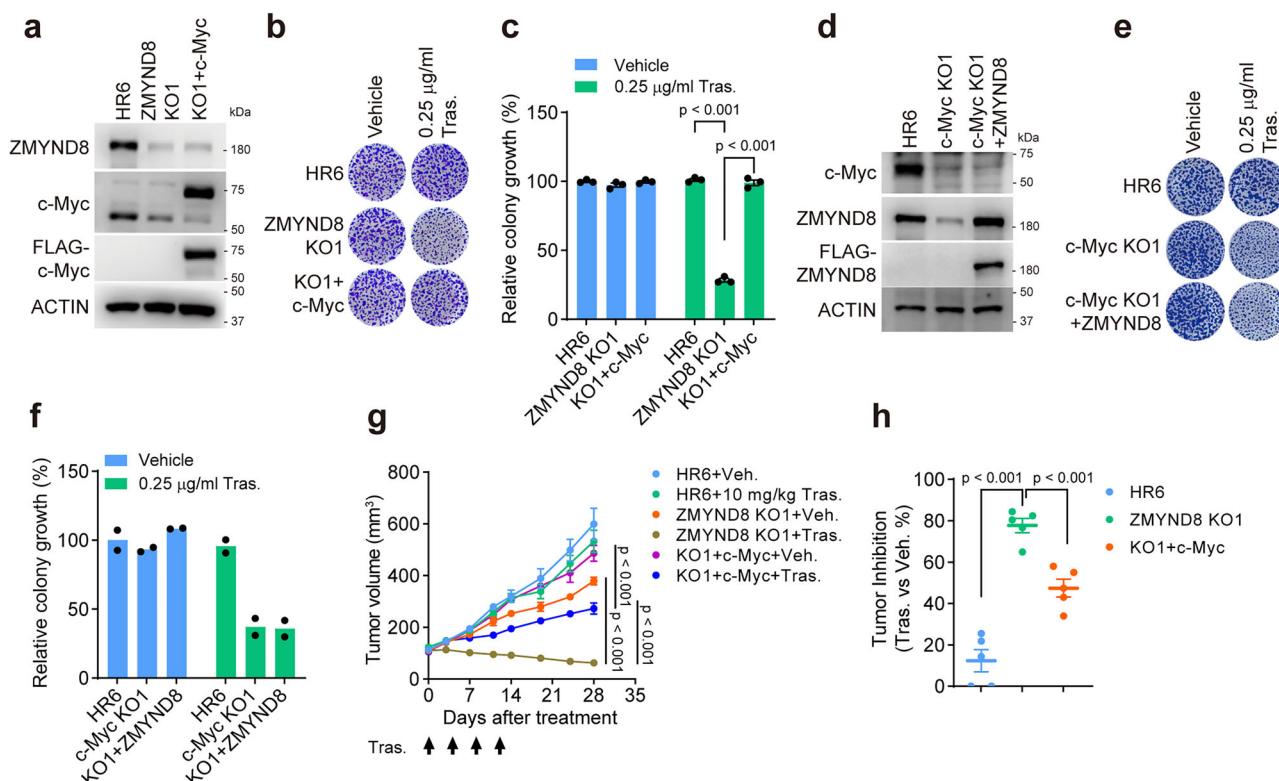 a
HR6
ZMYND8
KO1
KO1+c-Myc
kDa
ZMYND8
180
c-Myc
75
50
FLAG-
c-Myc
75
50
ACTIN
50
37
b
Vehicle
0.25 μg/ml
Tras.
HR6
ZMYND8
KO1
KO1+
c-Myc
c
Vehicle
0.25 μg/ml Tras.
Relative colony growth (%)
150
100
50
0
p < 0.001
p < 0.001
HR6
ZMYND8 KO1
KO1+c-Myc
HR6
ZMYND8 KO1
KO1+c-Myc
d
HR6
c-Myc KO1
c-Myc KO1
+ZMYND8
kDa
c-Myc
75
50
ZMYND8
180
FLAG-
ZMYND8
180
ACTIN
50
37
e
Vehicle
0.25 μg/ml
Tras.
HR6
c-Myc KO1
c-Myc KO1
+ZMYND8
f
Vehicle
0.25 μg/ml Tras.
Relative colony growth (%)
150
100
50
0
HR6
c-Myc KO1
KO1+ZMYND8
HR6
c-Myc KO1
KO1+ZMYND8
g
Tumor volume (mm³)
800
600
400
200
0
0 7 14 21 28 35
Days after treatment
Tras.
HR6+Veh.
HR6+10 mg/kg Tras.
ZMYND8 KO1+Veh.
ZMYND8 KO1+Tras.
KO1+c-Myc+Veh.
KO1+c-Myc+Tras.
p < 0.001
p < 0.001
p < 0.001
h
Tumor Inhibition
(Tras. vs Veh. %)
100
80
60
40
20
0
p < 0.001
p < 0.001
HR6
ZMYND8 KO1
KO1+c-Myc